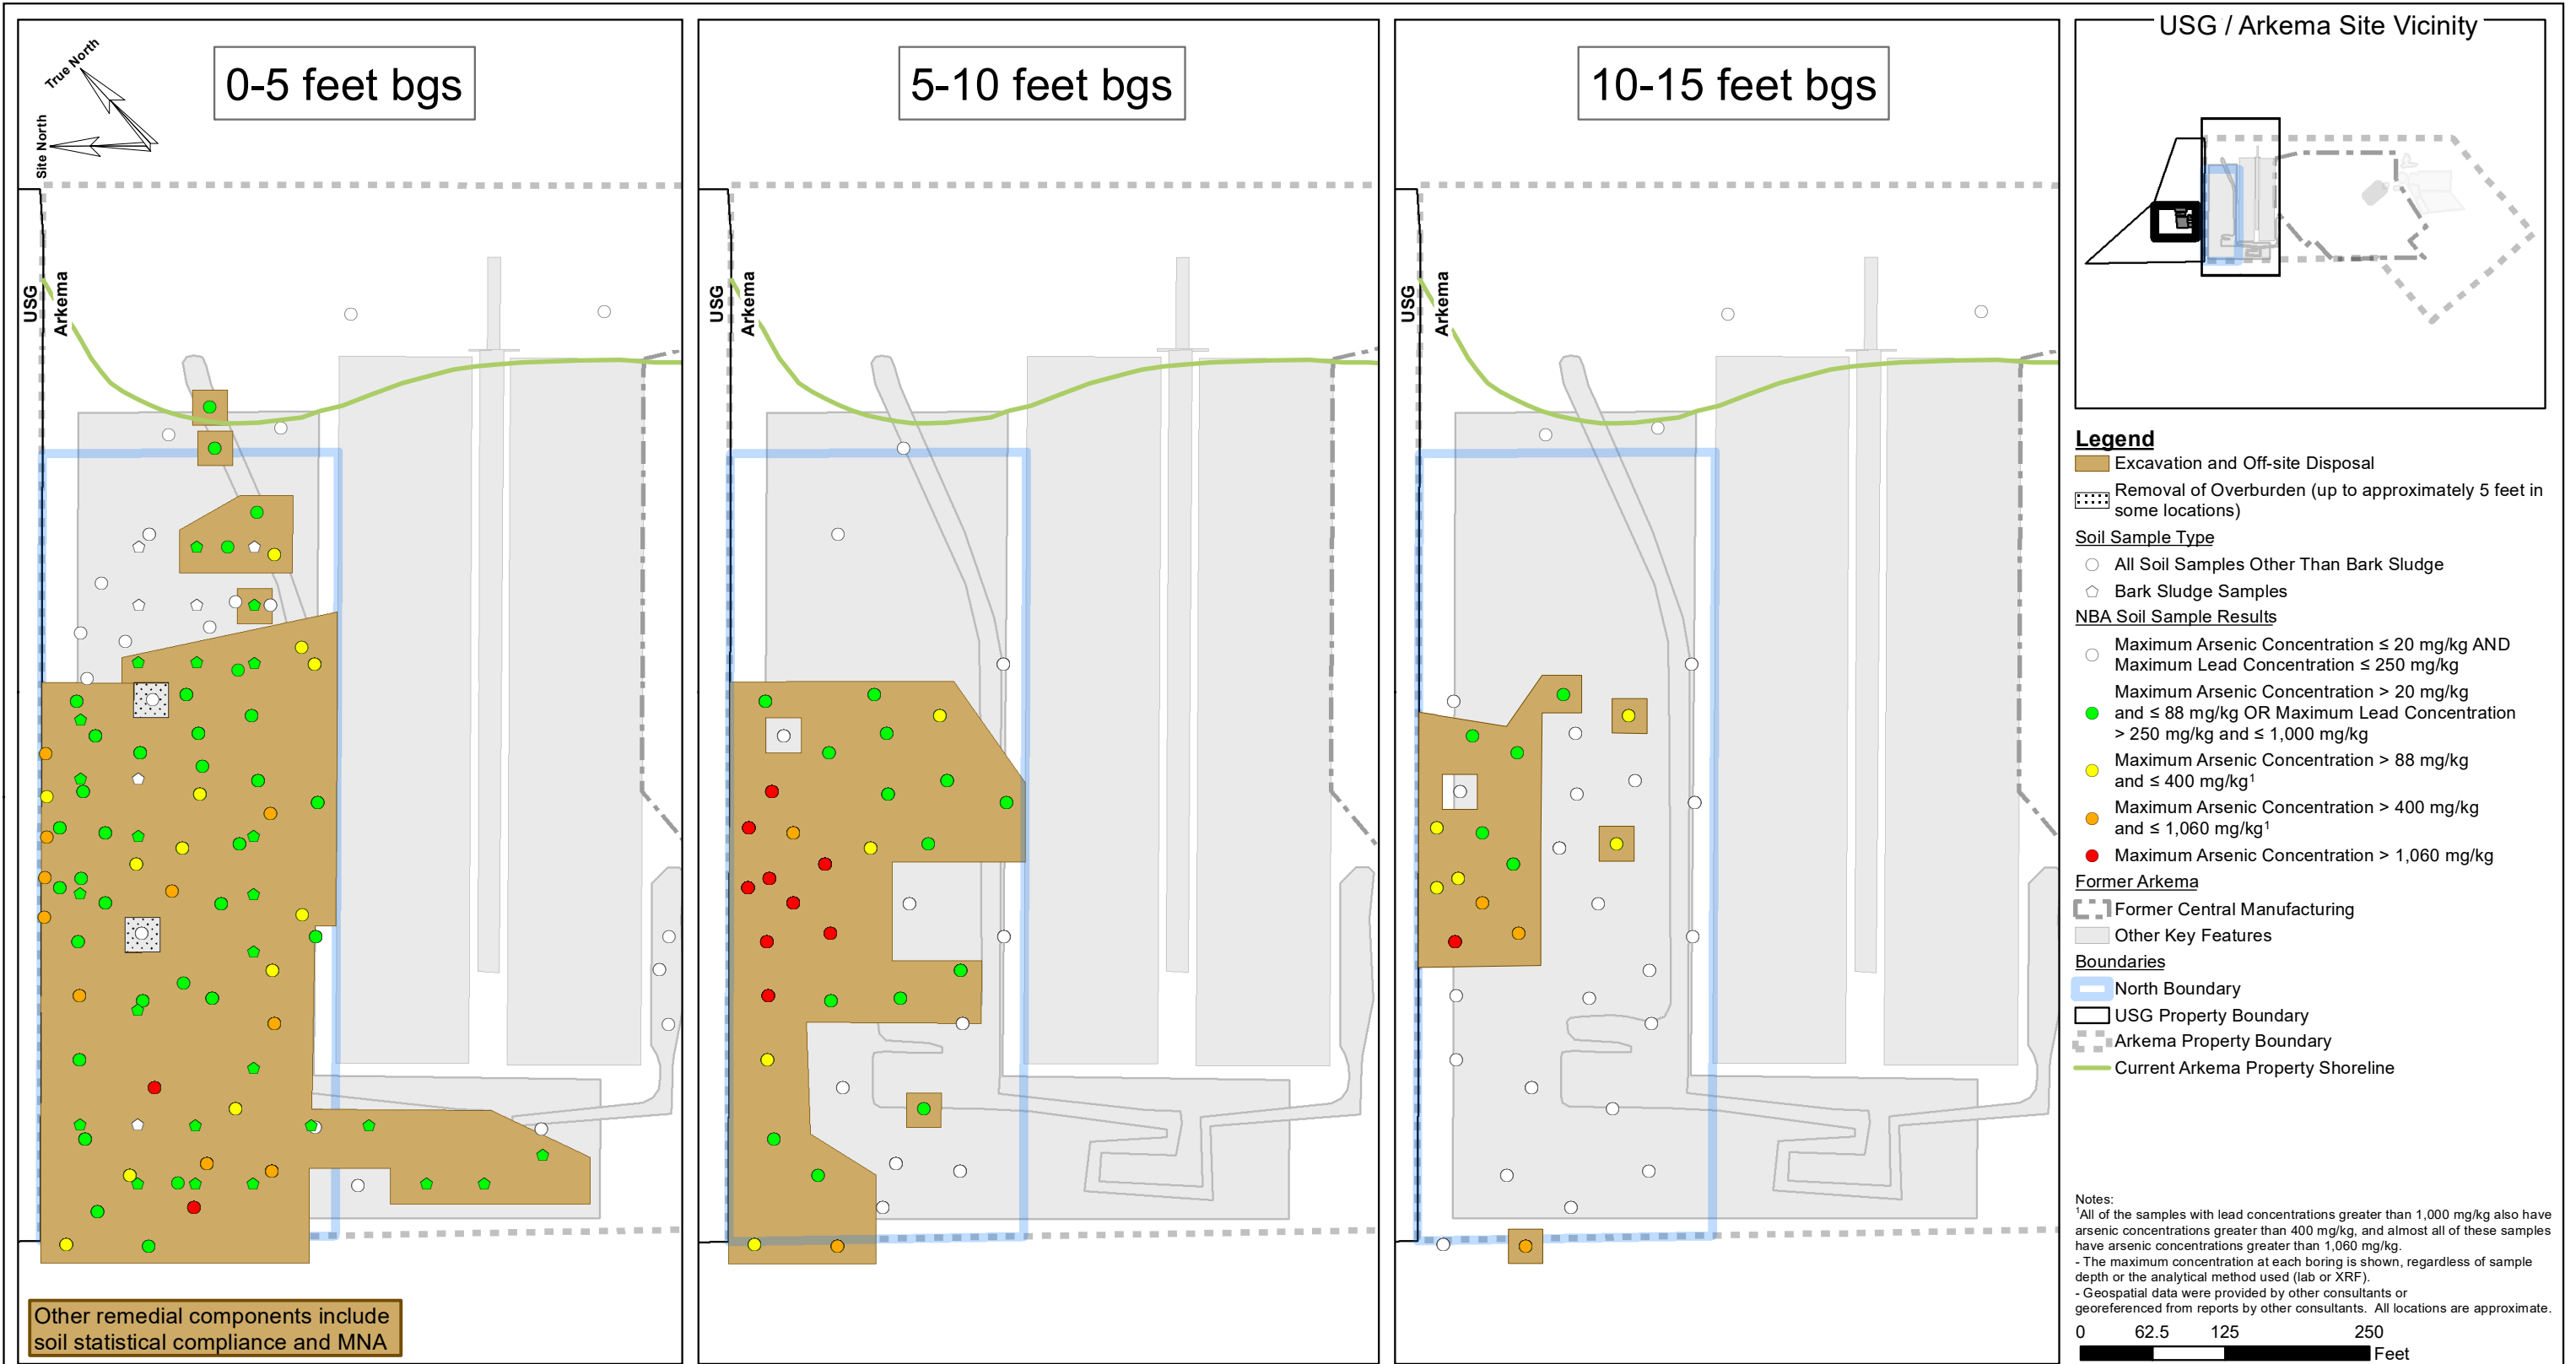 0-5 feet bgs
5-10 feet bgs
10-15 feet bgs
True North
Site North
USG
Arkema
USG
Arkema
USG
Arkema
Other remedial components include
soil statistical compliance and MNA
USG / Arkema Site Vicinity
Legend
Excavation and Off-site Disposal
Removal of Overburden (up to approximately 5 feet in
some locations)
Soil Sample Type
All Soil Samples Other Than Bark Sludge
Bark Sludge Samples
NBA Soil Sample Results
Maximum Arsenic Concentration ≤ 20 mg/kg AND
Maximum Lead Concentration ≤ 250 mg/kg
Maximum Arsenic Concentration > 20 mg/kg
and ≤ 88 mg/kg OR Maximum Lead Concentration
> 250 mg/kg and ≤ 1,000 mg/kg
Maximum Arsenic Concentration > 88 mg/kg
and ≤ 400 mg/kg¹
Maximum Arsenic Concentration > 400 mg/kg
and ≤ 1,060 mg/kg¹
Maximum Arsenic Concentration > 1,060 mg/kg
Former Arkema
Former Central Manufacturing
Other Key Features
Boundaries
North Boundary
USG Property Boundary
Arkema Property Boundary
Current Arkema Property Shoreline
Notes:
¹All of the samples with lead concentrations greater than 1,000 mg/kg also have
arsenic concentrations greater than 400 mg/kg, and almost all of these samples
have arsenic concentrations greater than 1,060 mg/kg.
- The maximum concentration at each boring is shown, regardless of sample
depth or the analytical method used (lab or XRF).
- Geospatial data were provided by other consultants or
georeferenced from reports by other consultants. All locations are approximate.
0 62.5 125 250
Feet